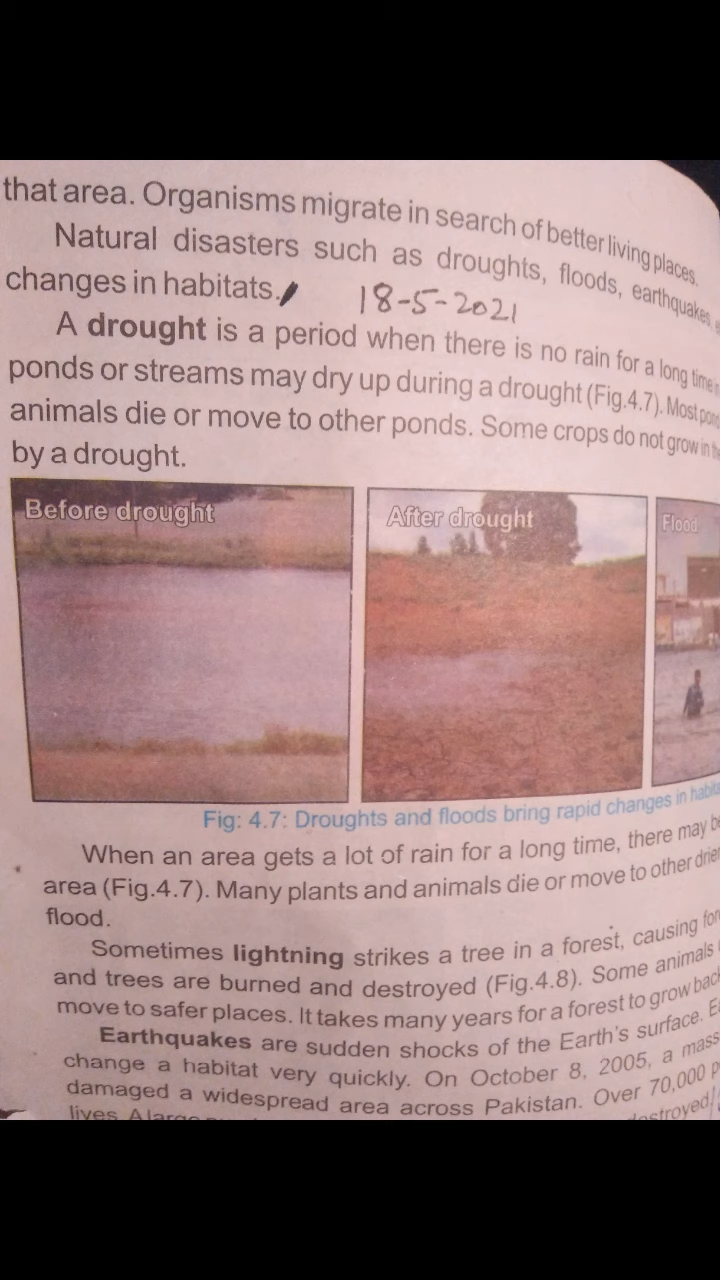 that area. Organisms migrate in search of better living places.
Natural disasters such as droughts, floods, earthquakes,
changes in habitats. 18-5-2021
A drought is a period when there is no rain for a long time
ponds or streams may dry up during a drought (Fig.4.7). Most
animals die or move to other ponds. Some crops do not grow in
by a drought.
Before drought After drought Flood
Fig: 4.7: Droughts and floods bring rapid changes in
When an area gets a lot of rain for a long time, there may
area (Fig.4.7). Many plants and animals die or move to other
flood.
Sometimes lightning strikes a tree in a forest, causing
and trees are burned and destroyed (Fig.4.8). Some animals
move to safer places. It takes many years for a forest to grow back
Earthquakes are sudden shocks of the Earth's surface.
change a habitat very quickly. On October 8, 2005, a
damaged a widespread area across Pakistan. Over 70,000
lives. A large